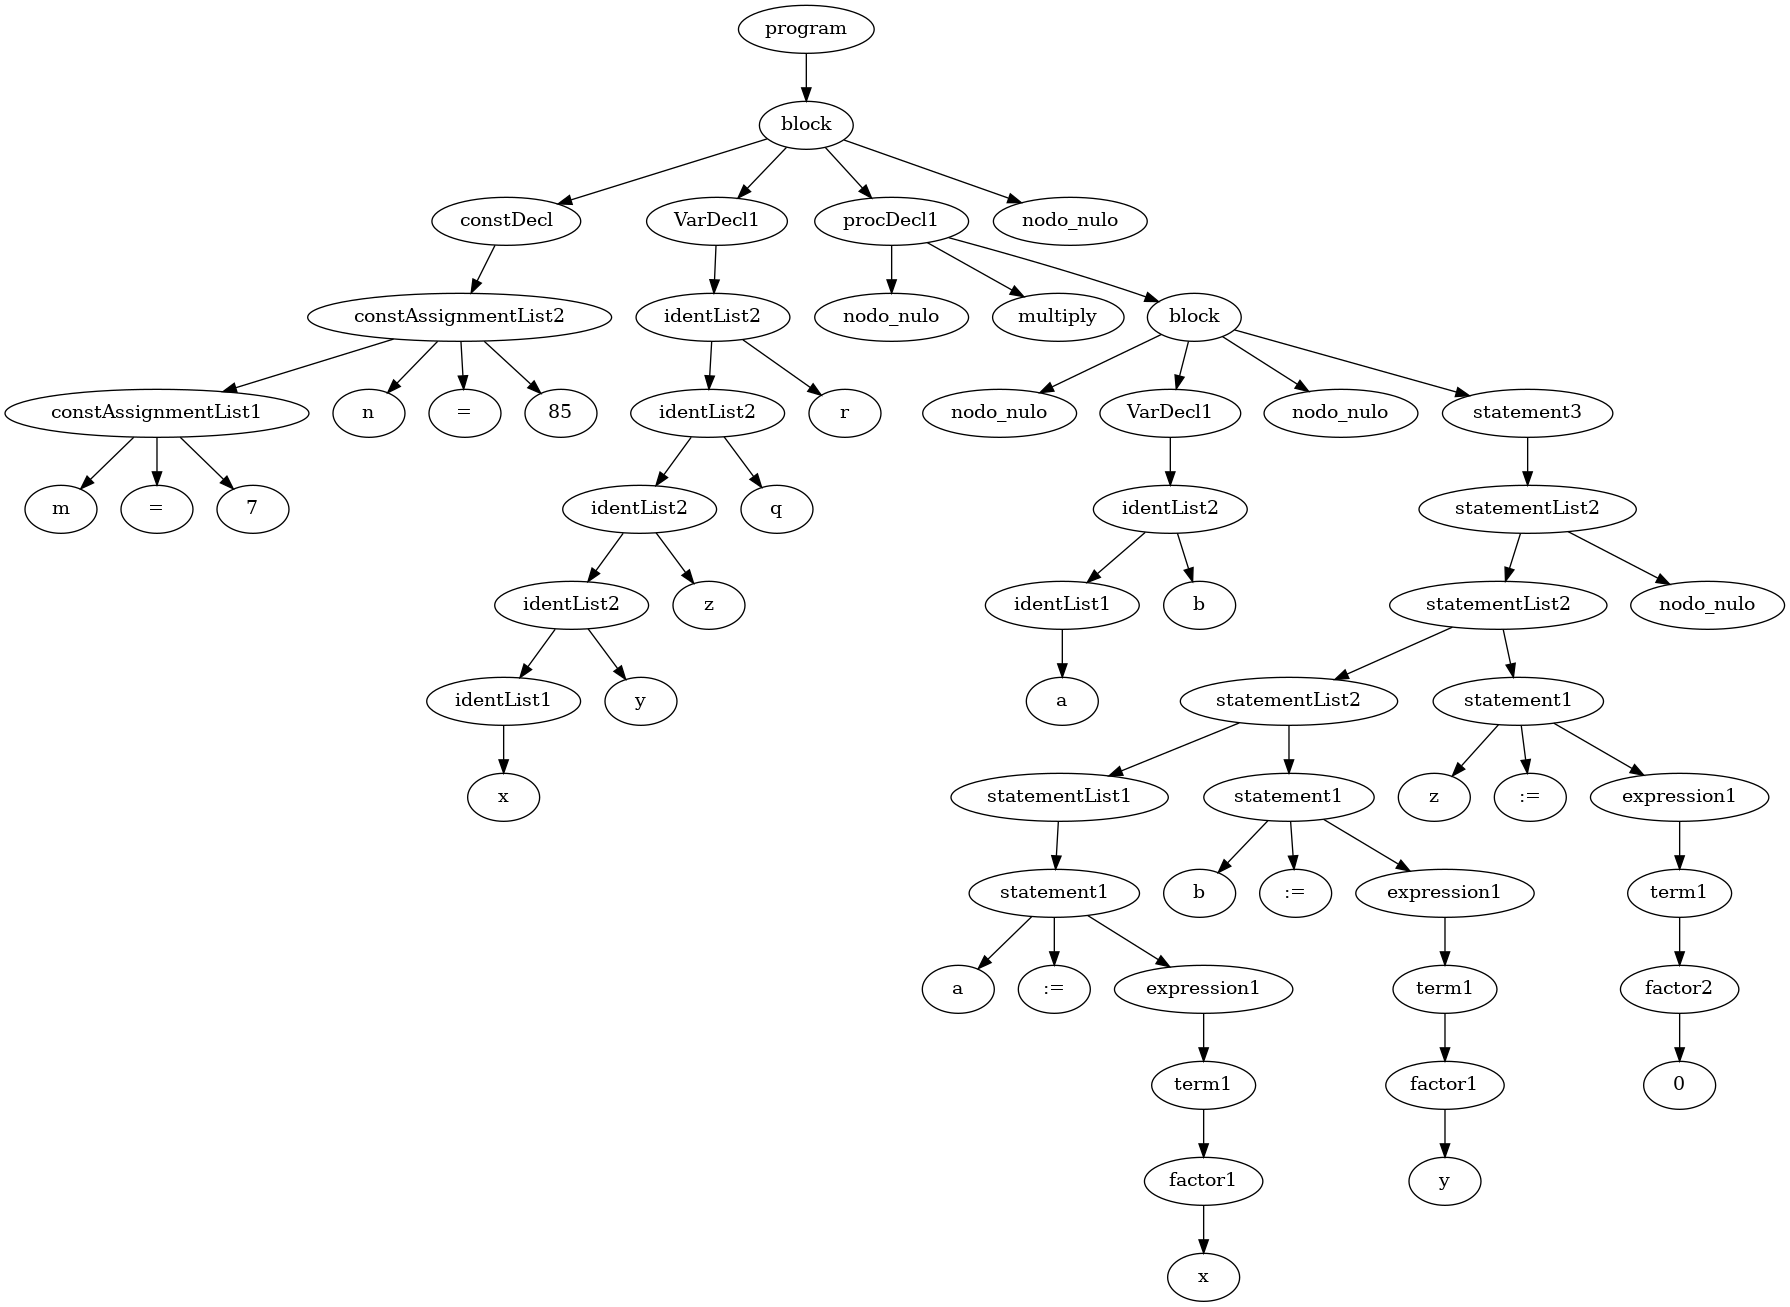 program
block
constDecl VarDecl1 procDecl1 nodo_nulo
constAssignmentList2 identList2 nodo_nulo multiply block
constAssignmentList1 n = 85 identList2 r nodo_nulo VarDecl1 nodo_nulo statement3
m = 7 identList2 q identList2 statementList2
identList2 z identList1 b statementList2 nodo_nulo
identList1 y a statementList2 statement1
x statementList1 statement1 z := expression1
statement1 b := expression1 term1
a := expression1 term1 factor2
term1 factor1 0
factor1 y
x